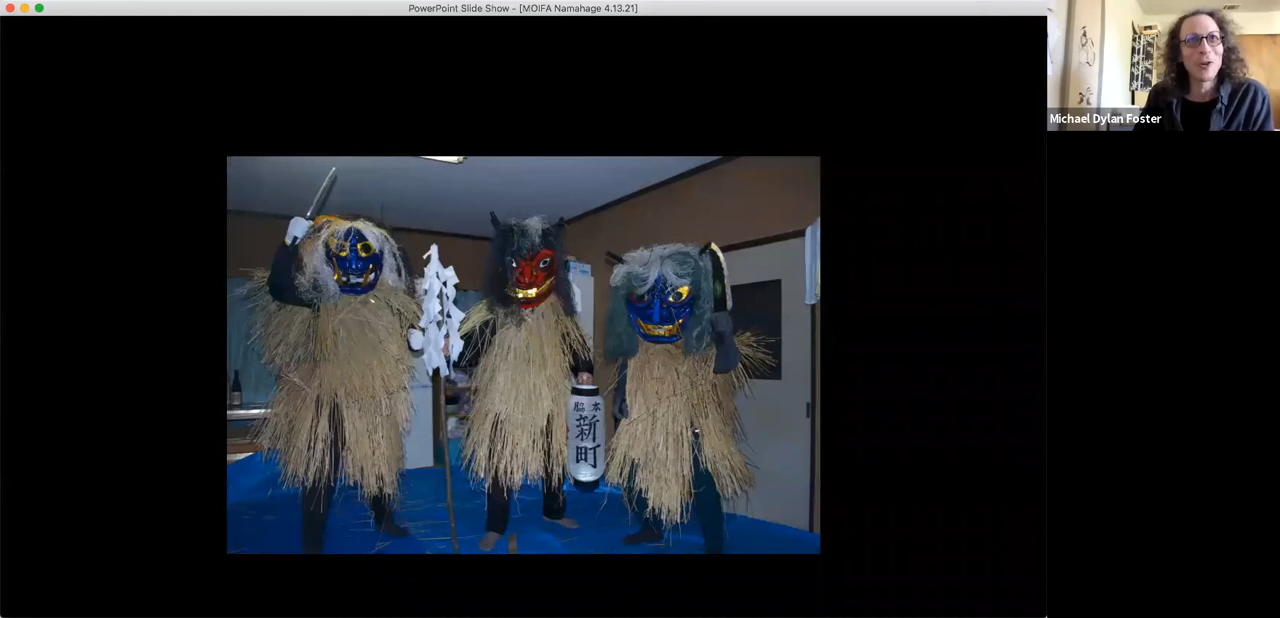 PowerPoint Slide Show - [MOIFA Namahage 4.13.21]
Michael Dylan Foster
脇本
新町